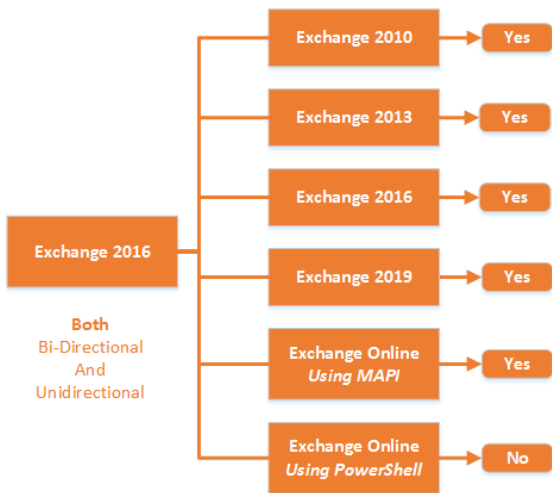 Exchange 2010
Yes
Exchange 2013
Yes
Exchange 2016
Yes
Exchange 2016
Exchange 2019
Yes
Both
Bi-Directional
And
Unidirectional
Exchange Online
Using MAPI
Yes
Exchange Online
Using PowerShell
No